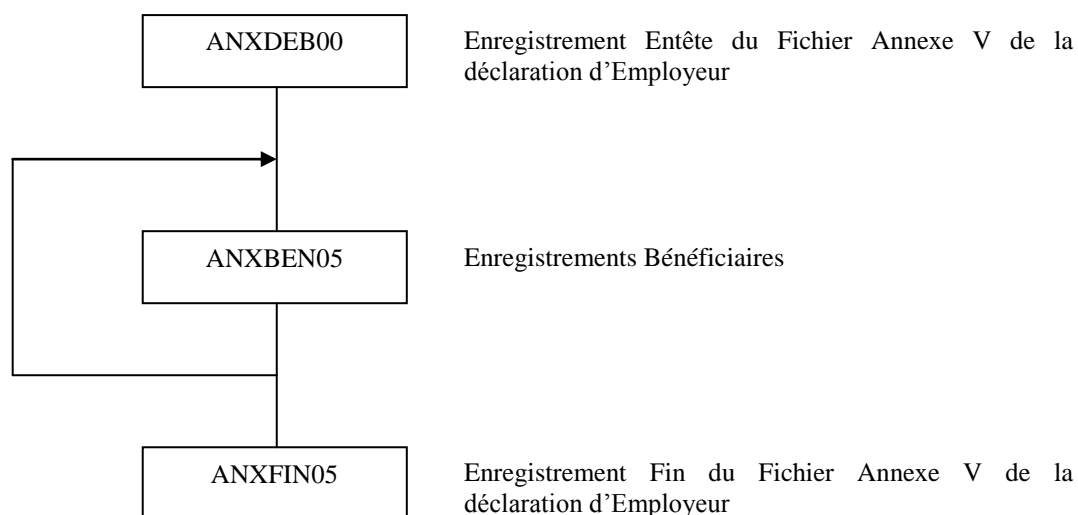 ANXDEB00
Enregistrement Entête du Fichier Annexe V de la
déclaration d’Employeur
ANXBEN05
Enregistrements Bénéficiaires
ANXFIN05
Enregistrement Fin du Fichier Annexe V de la
déclaration d’Employeur